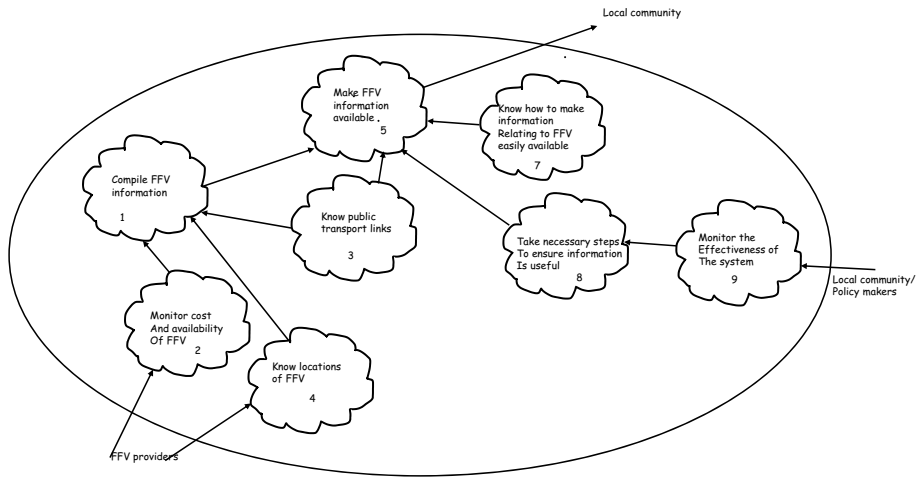 Local community
Make FFV
information
available .
5
Know how to make
information
Relating to FFV
easily available
7
Compile FFV
information
1
Know public
transport links
3
Take necessary steps
To ensure information
Is useful
8
Monitor the
Effectiveness of
The system
9
Local community/
Policy makers
Monitor cost
And availability
Of FFV
2
Know locations
of FFV
4
FFV providers